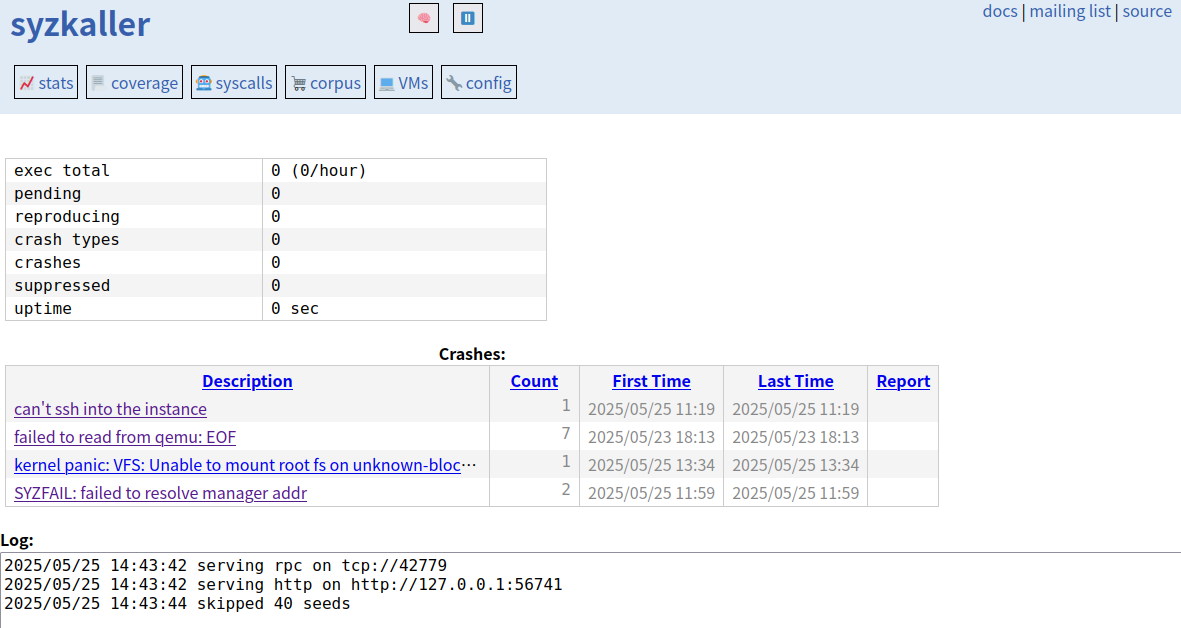 syzkaller
docs | mailing list | source
stats coverage syscalls corpus VMs config
exec total 0 (0/hour)
pending 0
reproducing 0
crash types 0
crashes 0
suppressed 0
uptime 0 sec
Crashes:
Description Count First Time Last Time Report
can't ssh into the instance 1 2025/05/25 11:19 2025/05/25 11:19
failed to read from qemu: EOF 7 2025/05/23 18:13 2025/05/23 18:13
kernel panic: VFS: Unable to mount root fs on unknown-bloc… 1 2025/05/25 13:34 2025/05/25 13:34
SYZFAIL: failed to resolve manager addr 2 2025/05/25 11:59 2025/05/25 11:59
Log:
2025/05/25 14:43:42 serving rpc on tcp://42779
2025/05/25 14:43:42 serving http on http://127.0.0.1:56741
2025/05/25 14:43:44 skipped 40 seeds